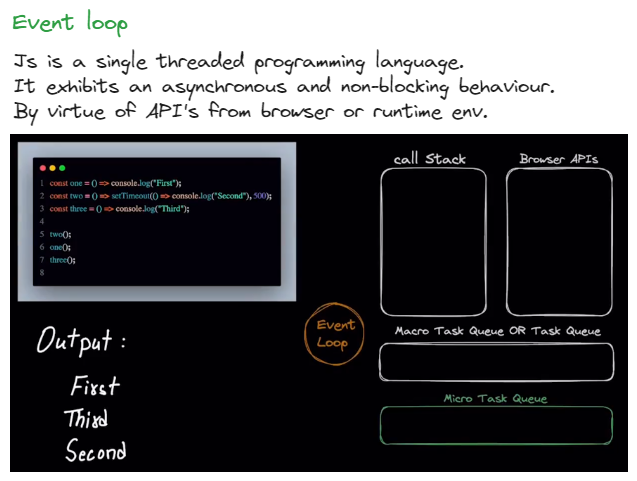 Event loop
Js is a single threaded programming language.
It exhibits an asynchronous and non-blocking behaviour.
By virtue of API's from browser or runtime env.
1 const one = () => console.log("First");
2 const two = () => setTimeout(() => console.log("Second"), 500);
3 const three = () => console.log("Third");
4
5 two();
6 one();
7 three();
8
Output :
First
Third
Second
Event
Loop
call Stack
Browser APIs
Macro Task Queue OR Task Queue
Micro Task Queue